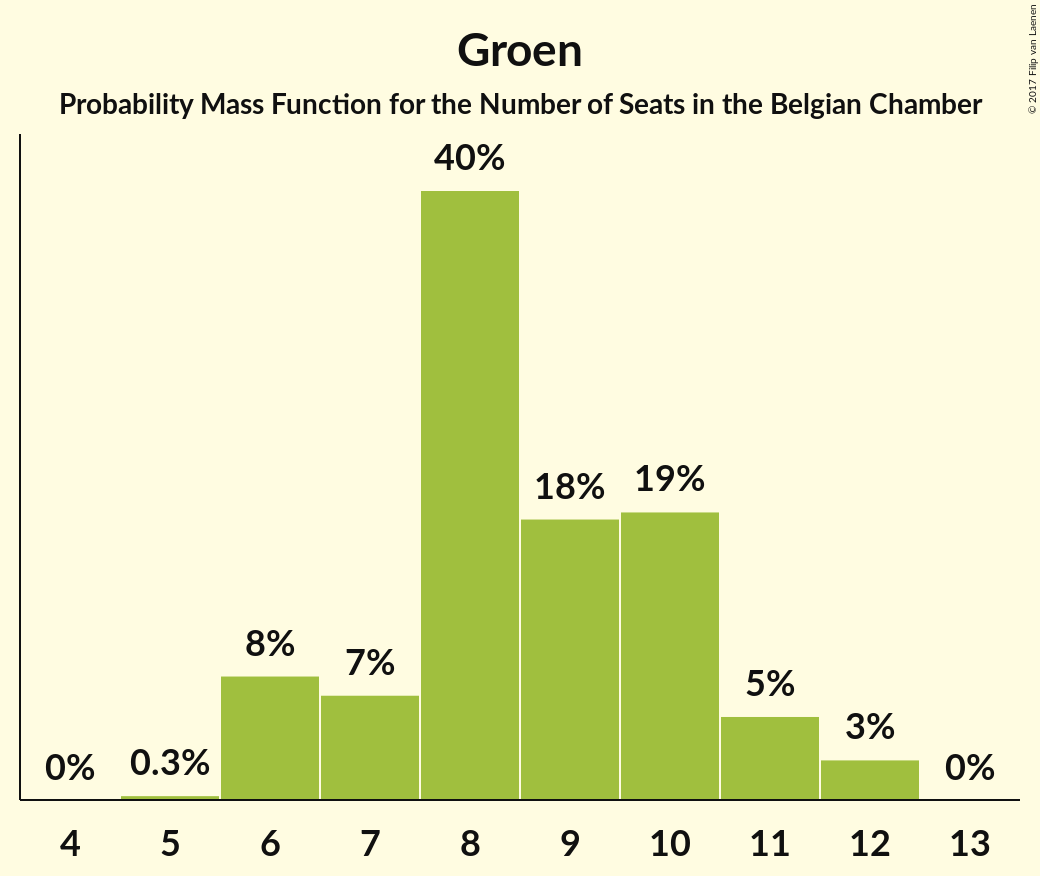 Groen
Probability Mass Function for the Number of Seats in the Belgian Chamber
© 2017 Filip van Laenen
40%
18%
19%
8%
7%
5%
3%
0%
0.3%
0%
4 5 6 7 8 9 10 11 12 13